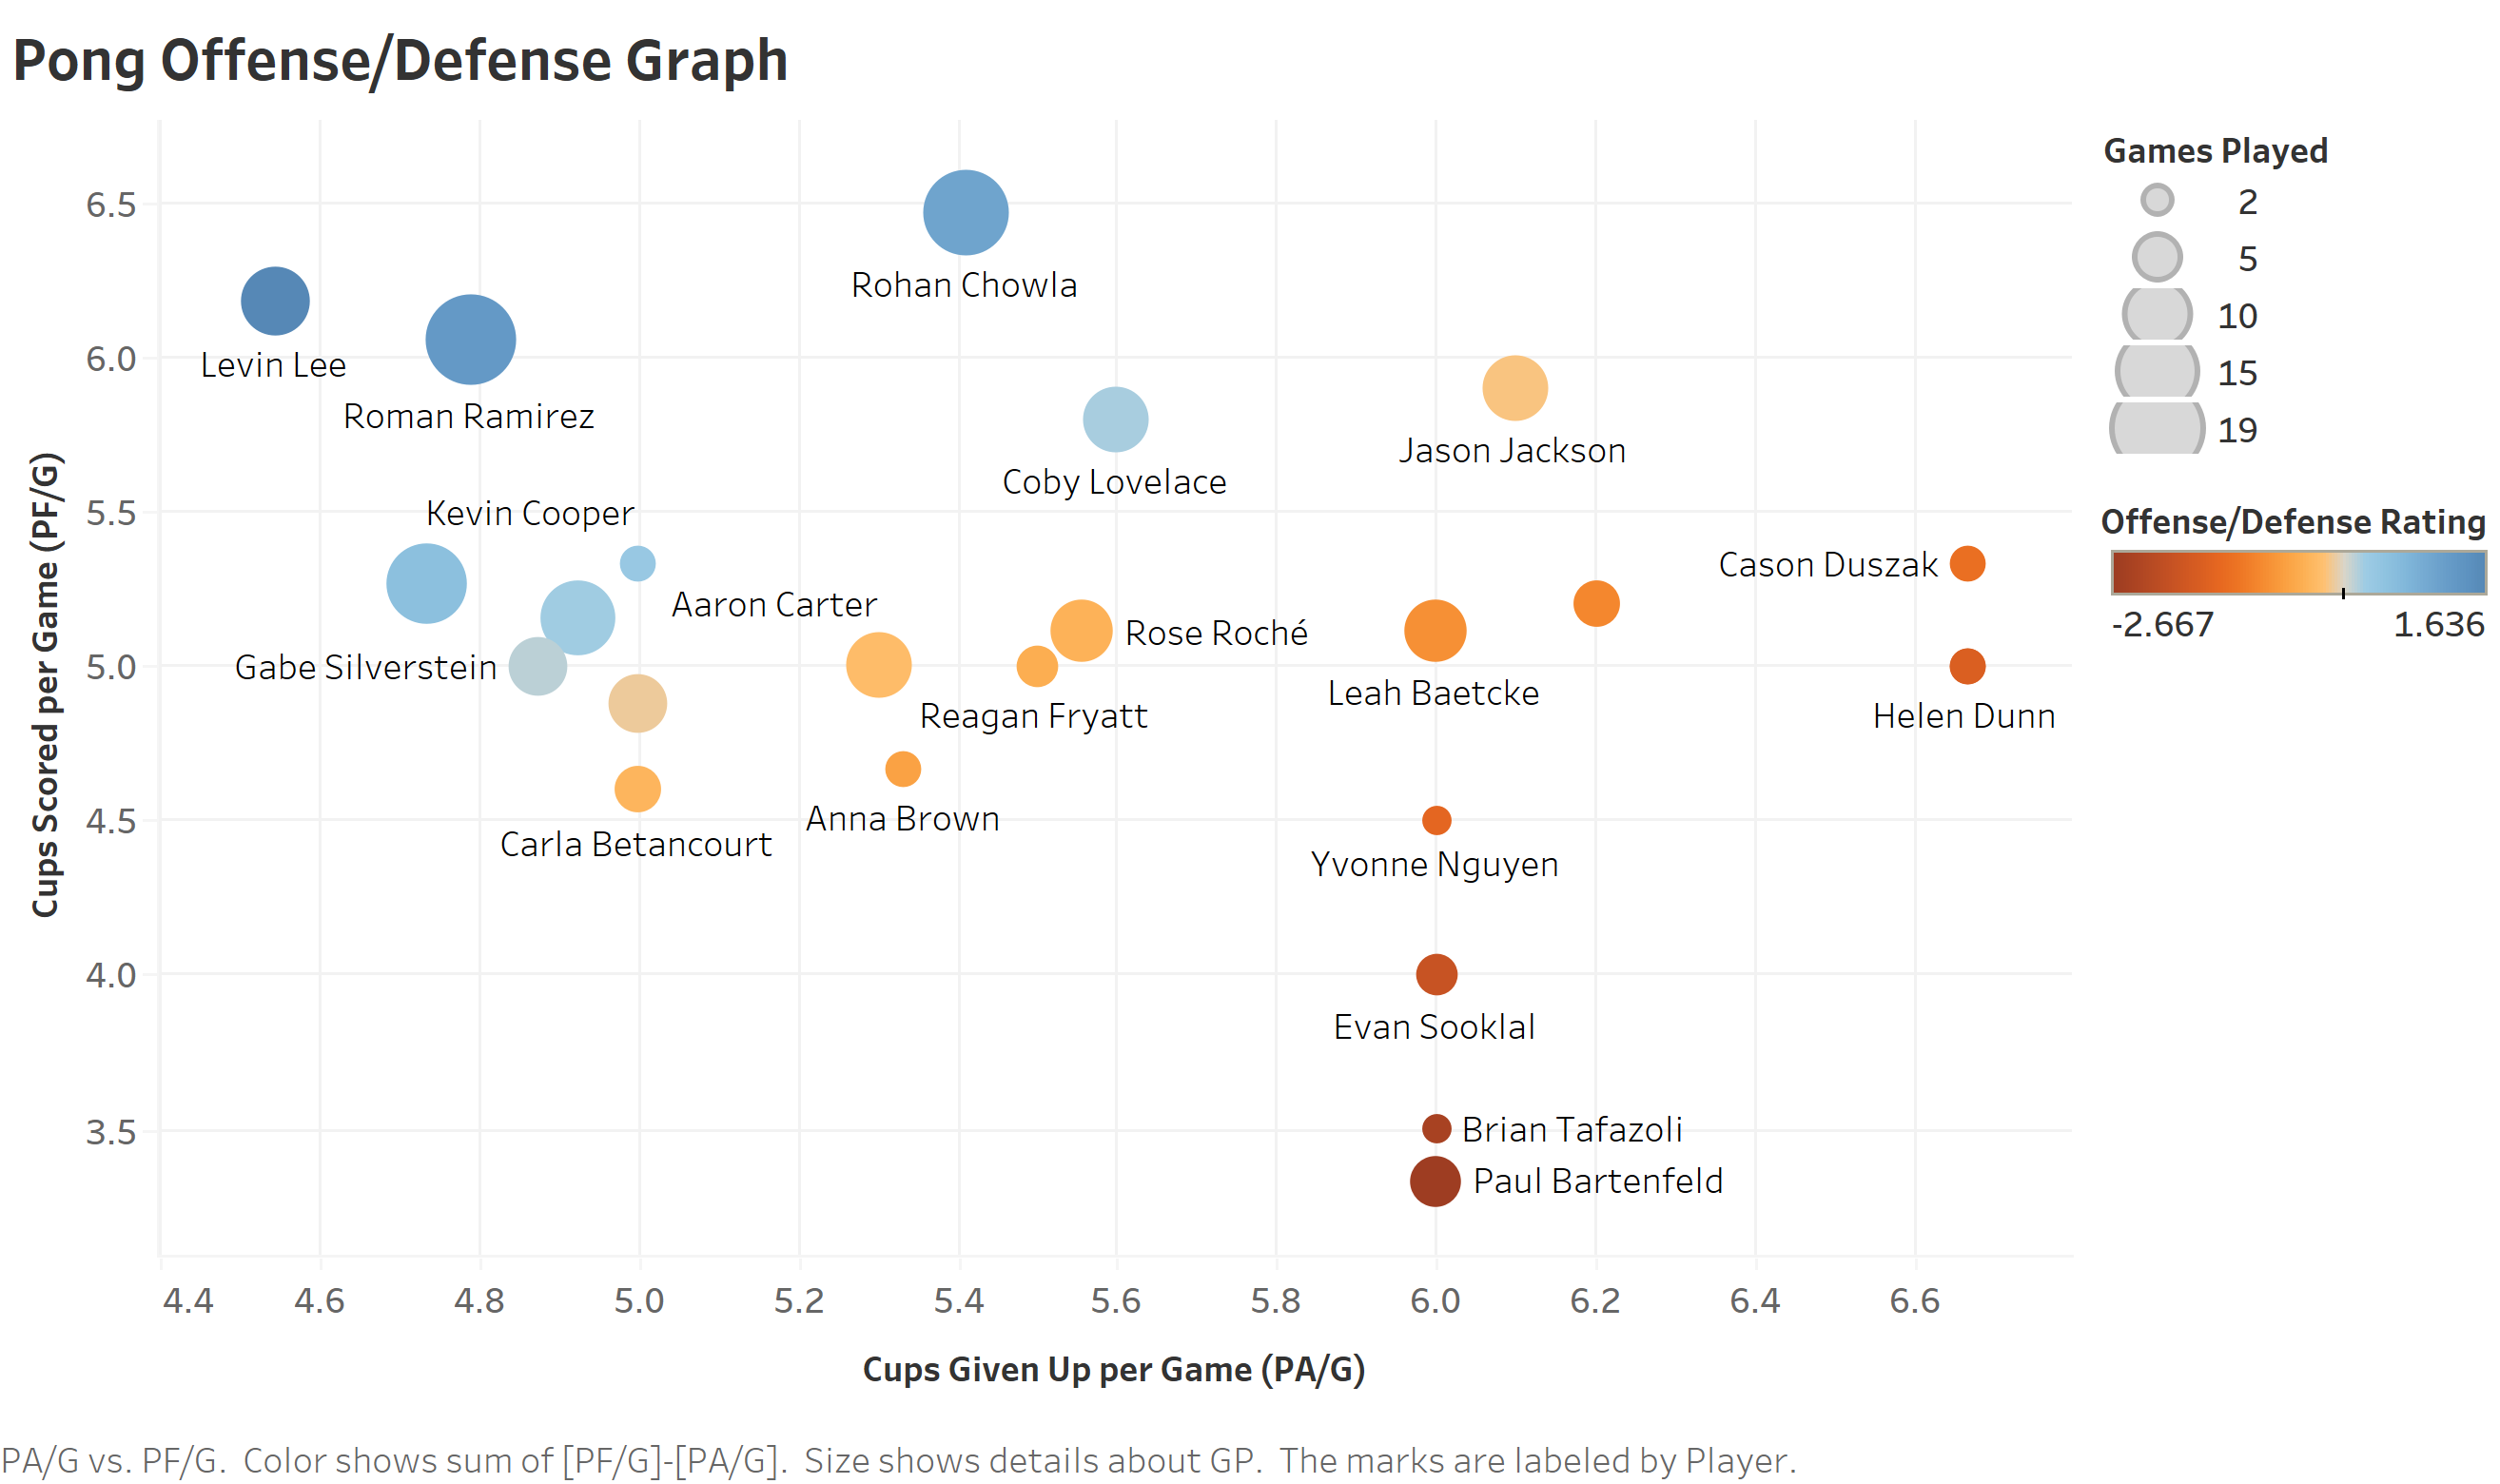 Pong Offense/Defense Graph
Cups Scored per Game (PF/G)
6.5
6.0
5.5
5.0
4.5
4.0
3.5
Rohan Chowla
Levin Lee
Roman Ramirez
Jason Jackson
Coby Lovelace
Kevin Cooper
Cason Duszak
Aaron Carter
Rose Roché
Gabe Silverstein
Leah Baetcke
Reagan Fryatt
Helen Dunn
Anna Brown
Carla Betancourt
Yvonne Nguyen
Evan Sooklal
Brian Tafazoli
Paul Bartenfeld
4.4 4.6 4.8 5.0 5.2 5.4 5.6 5.8 6.0 6.2 6.4 6.6
Cups Given Up per Game (PA/G)
Games Played
2
5
10
15
19
Offense/Defense Rating
-2.667 1.636
PA/G vs. PF/G. Color shows sum of [PF/G]-[PA/G]. Size shows details about GP. The marks are labeled by Player.